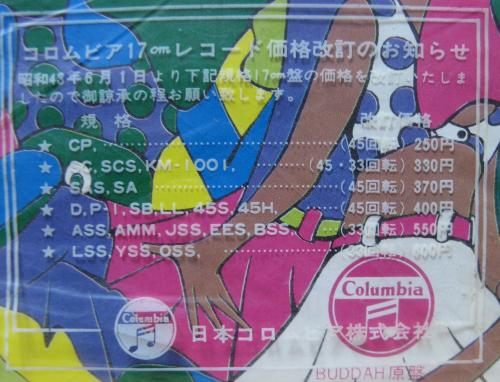 コロムビア17㎝レコード価格改訂のお知らせ
昭和43年6月1日より下記規格17㎝盤の価格を改訂いたしま
したので御諒承の程お願い致します。
規格 改訂価格
★ CP, (45回転) 250円
★ SCS, KM-1001, (45・33回転) 330円
★ SAS, SA (45回転) 370円
★ D, P-1, SB, LL, 45S, 45H, (45回転) 400円
★ ASS, AMM, JSS, EES, BSS, (33回転) 550円
★ LSS, YSS, OSS, (33回転)
Columbia
Columbia 日本コロムビア株式会社
BUDDAH原盤